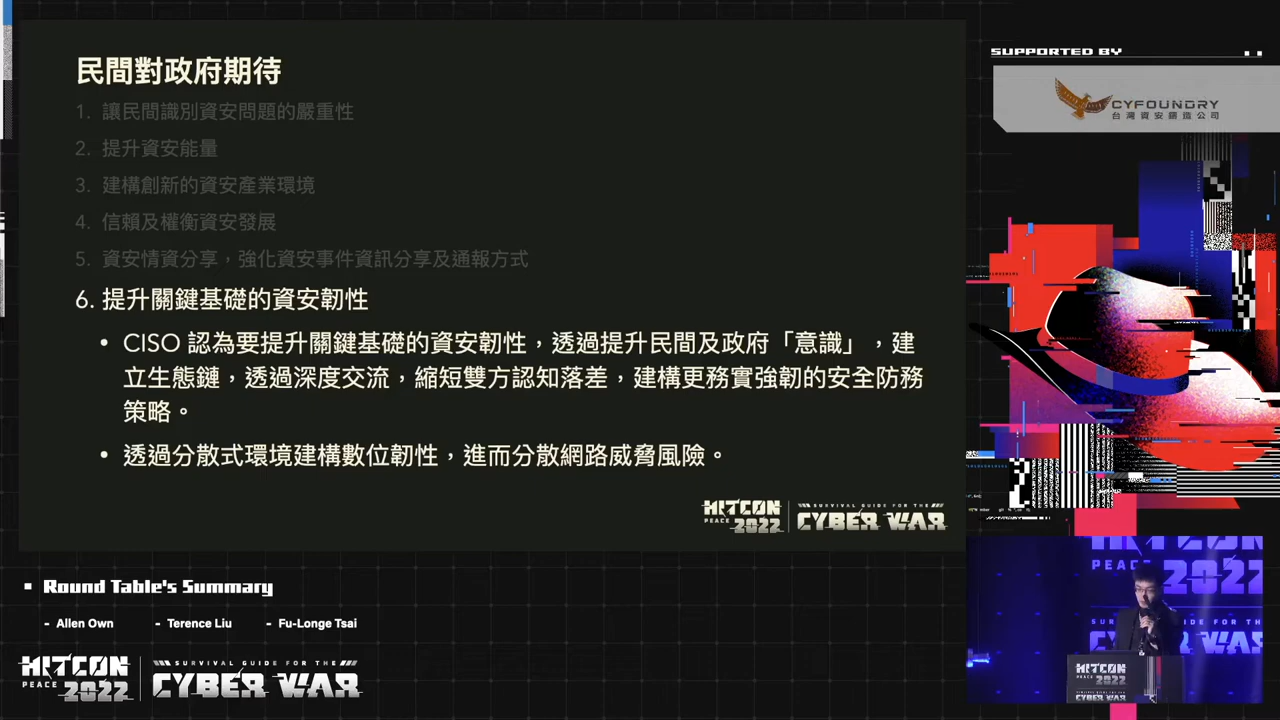 民間對政府期待
1. 讓民間識別資安問題的嚴重性
2. 提升資安能量
3. 建構創新的資安產業環境
4. 信賴及權衡資安發展
5. 資安情資分享，強化資安事件資訊分享及通報方式
6. 提升關鍵基礎的資安韌性
• CISO 認為要提升關鍵基礎的資安韌性，透過提升民間及政府「意識」，建
立生態鏈，透過深度交流，縮短雙方認知落差，建構更務實強韌的安全防務
策略。
• 透過分散式環境建構數位韌性，進而分散網路威脅風險。
HITCON
PEACE 2022
SURVIVAL GUIDE FOR THE
CYBER WAR
SUPPORTED BY
CYFOUNDRY
台灣資安鑄造公司
Round Table's Summary
- Allen Own - Terence Liu - Fu-Longe Tsai
HITCON
PEACE 2022
SURVIVAL GUIDE FOR THE
CYBER WAR
HITCON
PEACE 2022
HITCON
PEACE
2022
CYBER WAR